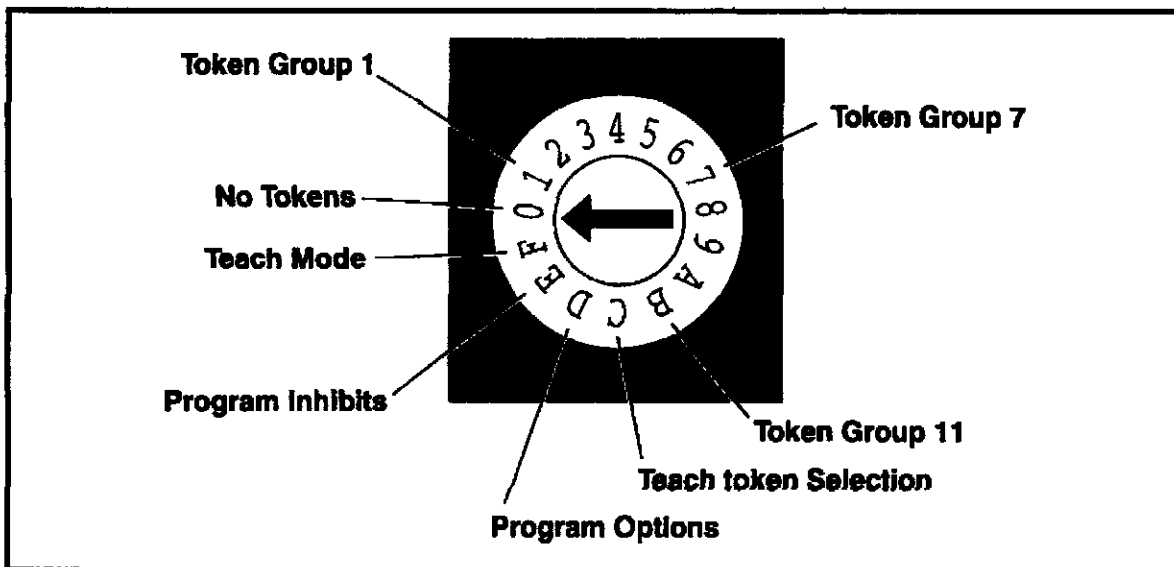 Token Group 1
Token Group 7
No Tokens
Teach Mode
Program Inhibits
Token Group 11
Teach token Selection
Program Options
0 1 2 3 4 5 6 7 8 9 A B C D E F